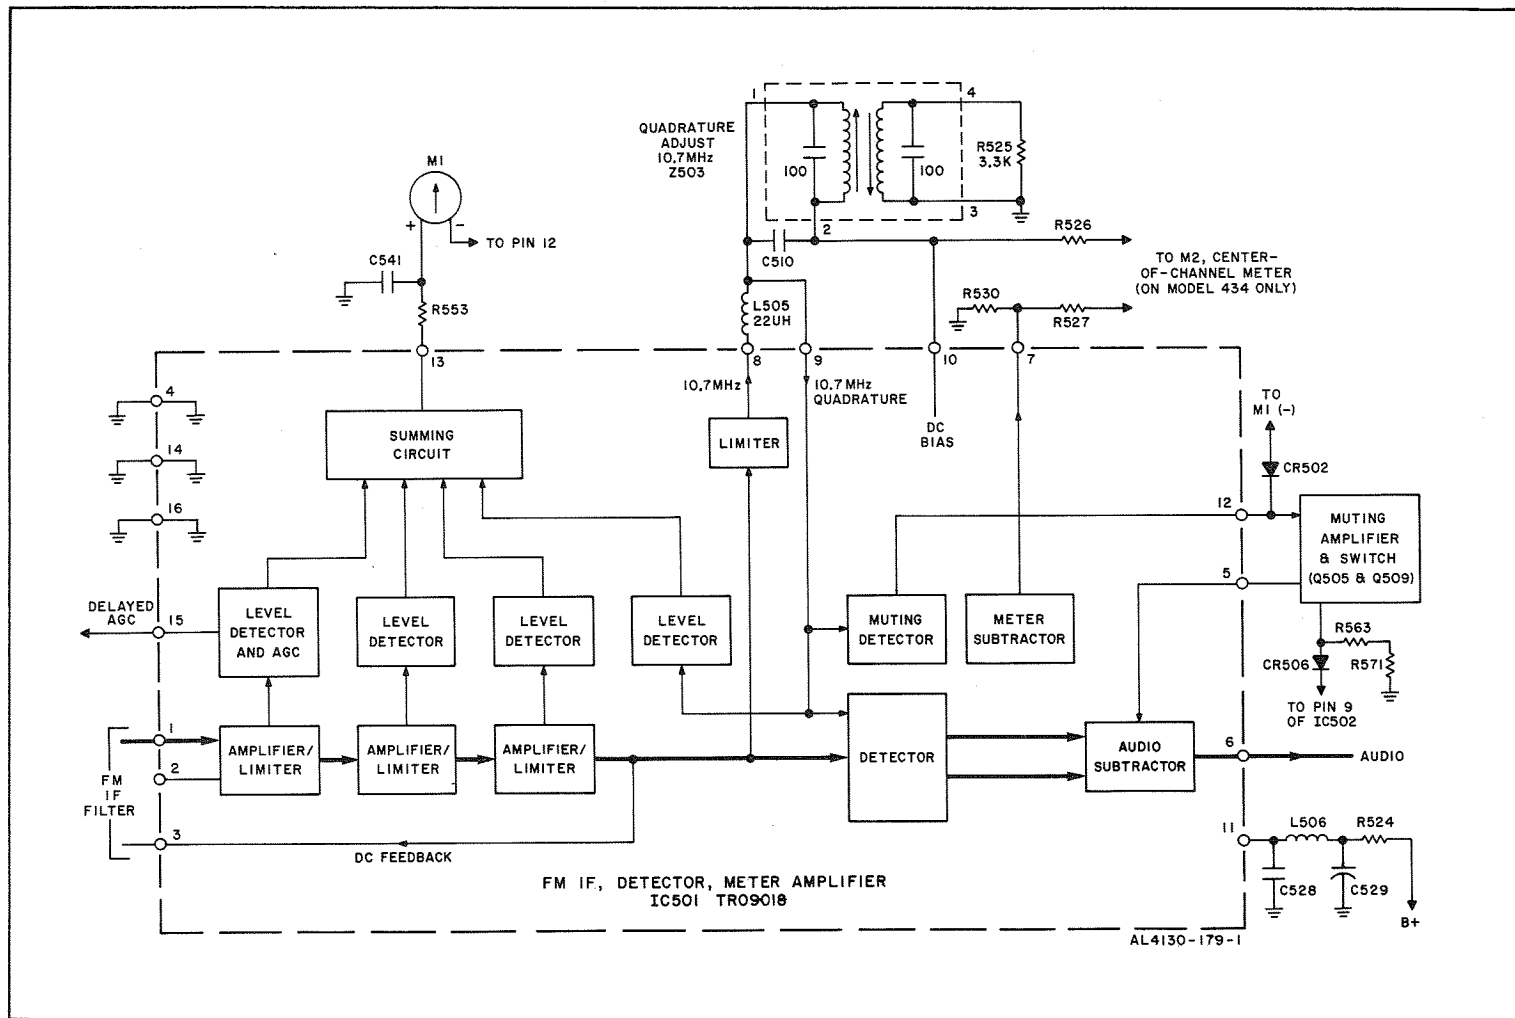 1
4
QUADRATURE
ADJUST
10.7MHz
Z503
100
100
R525
3.3K
3
2
M1
+
-
TO PIN 12
C541
R553
C510
R526
TO M2, CENTER-
OF-CHANNEL METER
(ON MODEL 434 ONLY)
L505
22UH
R530
R527
13
8
9
10
7
4
14
16
10.7MHz
10.7MHz
QUADRATURE
DC
BIAS
SUMMING
CIRCUIT
LIMITER
TO
M1 (-)
CR502
12
MUTING
AMPLIFIER
& SWITCH
(Q505 & Q509)
5
DELAYED
AGC
15
LEVEL
DETECTOR
AND AGC
LEVEL
DETECTOR
LEVEL
DETECTOR
LEVEL
DETECTOR
MUTING
DETECTOR
METER
SUBTRACTOR
R563
CR506
R571
TO PIN 9
OF IC502
1
2
3
FM
IF
FILTER
AMPLIFIER/
LIMITER
AMPLIFIER/
LIMITER
AMPLIFIER/
LIMITER
DETECTOR
AUDIO
SUBTRACTOR
6
AUDIO
DC FEEDBACK
11
L506
R524
C528
C529
B+
FM IF, DETECTOR, METER AMPLIFIER
IC501 TR09018
AL4130-179-1